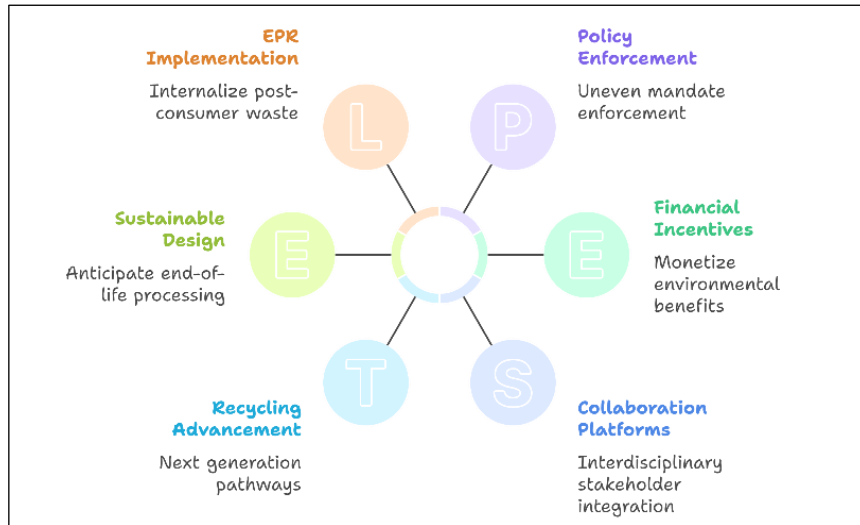 EPR
Implementation
Internalize post-
consumer waste
L
P
Policy
Enforcement
Uneven mandate
enforcement
Sustainable
Design
Anticipate end-of-
life processing
E
E
Financial
Incentives
Monetize
environmental
benefits
Recycling
Advancement
Next generation
pathways
T
S
Collaboration
Platforms
Interdisciplinary
stakeholder
integration